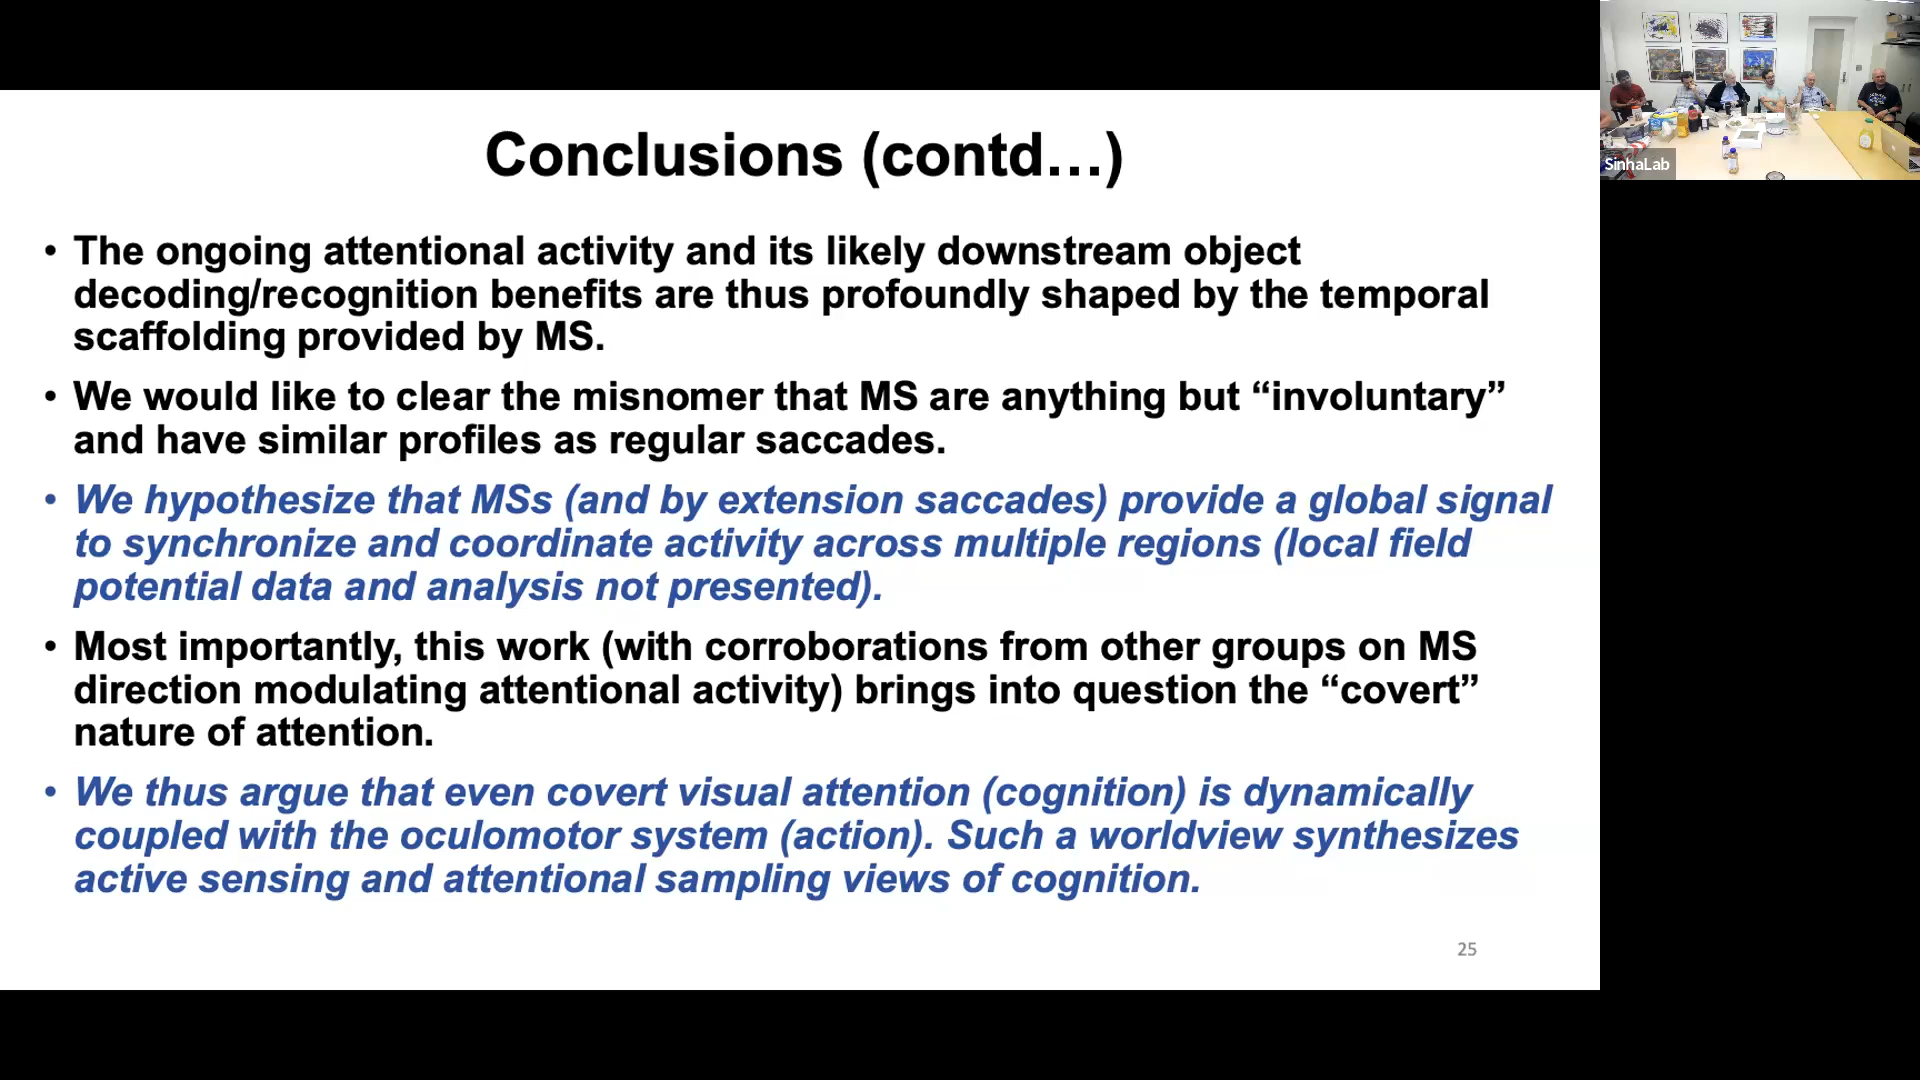 Conclusions (contd…)
• The ongoing attentional activity and its likely downstream object
decoding/recognition benefits are thus profoundly shaped by the temporal
scaffolding provided by MS.
• We would like to clear the misnomer that MS are anything but “involuntary”
and have similar profiles as regular saccades.
• We hypothesize that MSs (and by extension saccades) provide a global signal
to synchronize and coordinate activity across multiple regions (local field
potential data and analysis not presented).
• Most importantly, this work (with corroborations from other groups on MS
direction modulating attentional activity) brings into question the “covert”
nature of attention.
• We thus argue that even covert visual attention (cognition) is dynamically
coupled with the oculomotor system (action). Such a worldview synthesizes
active sensing and attentional sampling views of cognition.
25
SinhaLab